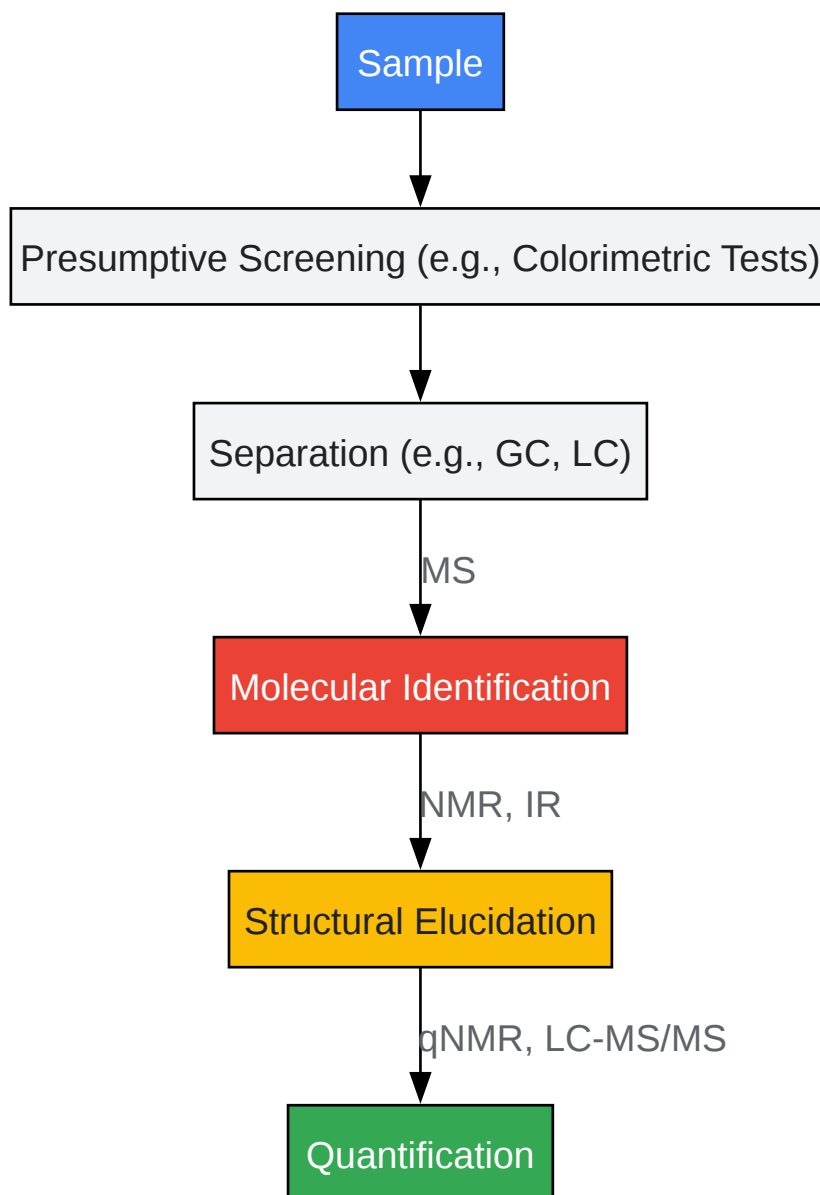 Sample
Presumptive Screening (e.g., Colorimetric Tests)
Separation (e.g., GC, LC)
MS
Molecular Identification
NMR, IR
Structural Elucidation
qNMR, LC-MS/MS
Quantification